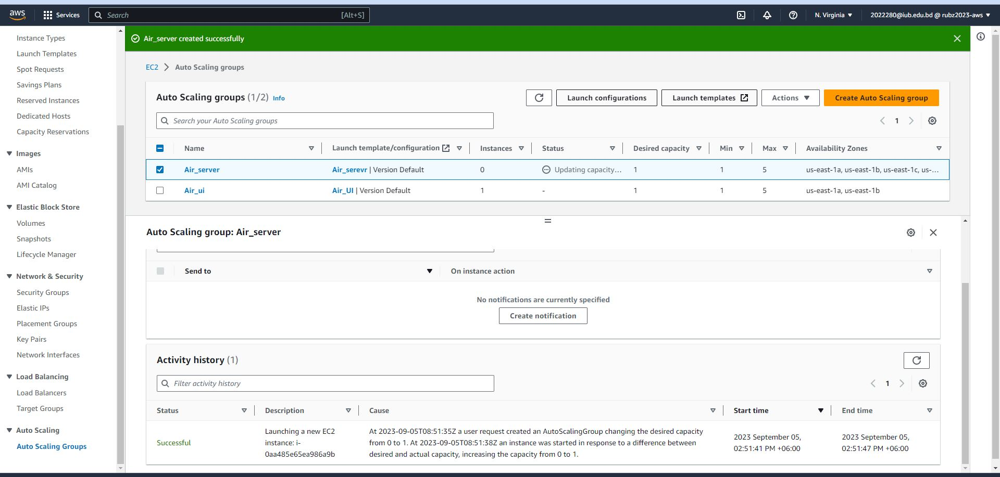 aws
Services
Search [Alt+S]
N. Virginia
2022280@iub.edu.bd @ rubz2023-aws
Instance Types
Launch Templates
Spot Requests
Savings Plans
Reserved Instances
Dedicated Hosts
Capacity Reservations
Images
AMIs
AMI Catalog
Elastic Block Store
Volumes
Snapshots
Lifecycle Manager
Network & Security
Security Groups
Elastic IPs
Placement Groups
Key Pairs
Network Interfaces
Load Balancing
Load Balancers
Target Groups
Auto Scaling
Auto Scaling Groups
Air_server created successfully
EC2 > Auto Scaling groups
Auto Scaling groups (1/2) Info
Launch configurations
Launch templates
Actions
Create Auto Scaling group
Search your Auto Scaling groups
1
Name Launch template/configuration Instances Status Desired capacity Min Max Availability Zones
Air_server Air_serevr | Version Default 0 Updating capacity... 1 1 5 us-east-1a, us-east-1b, us-east-1c, us-...
Air_ui Air_UI | Version Default 1 - 1 1 5 us-east-1a, us-east-1b
Auto Scaling group: Air_server
Send to On instance action
No notifications are currently specified
Create notification
Activity history (1)
Filter activity history
1
Status Description Cause Start time End time
Successful
Launching a new EC2
instance: i-
0aa485e65ea986a9b
At 2023-09-05T08:51:35Z a user request created an AutoScalingGroup changing the desired capacity
from 0 to 1. At 2023-09-05T08:51:38Z an instance was started in response to a difference between
desired and actual capacity, increasing the capacity from 0 to 1.
2023 September 05,
02:51:41 PM +06:00
2023 September 05,
02:51:47 PM +06:00